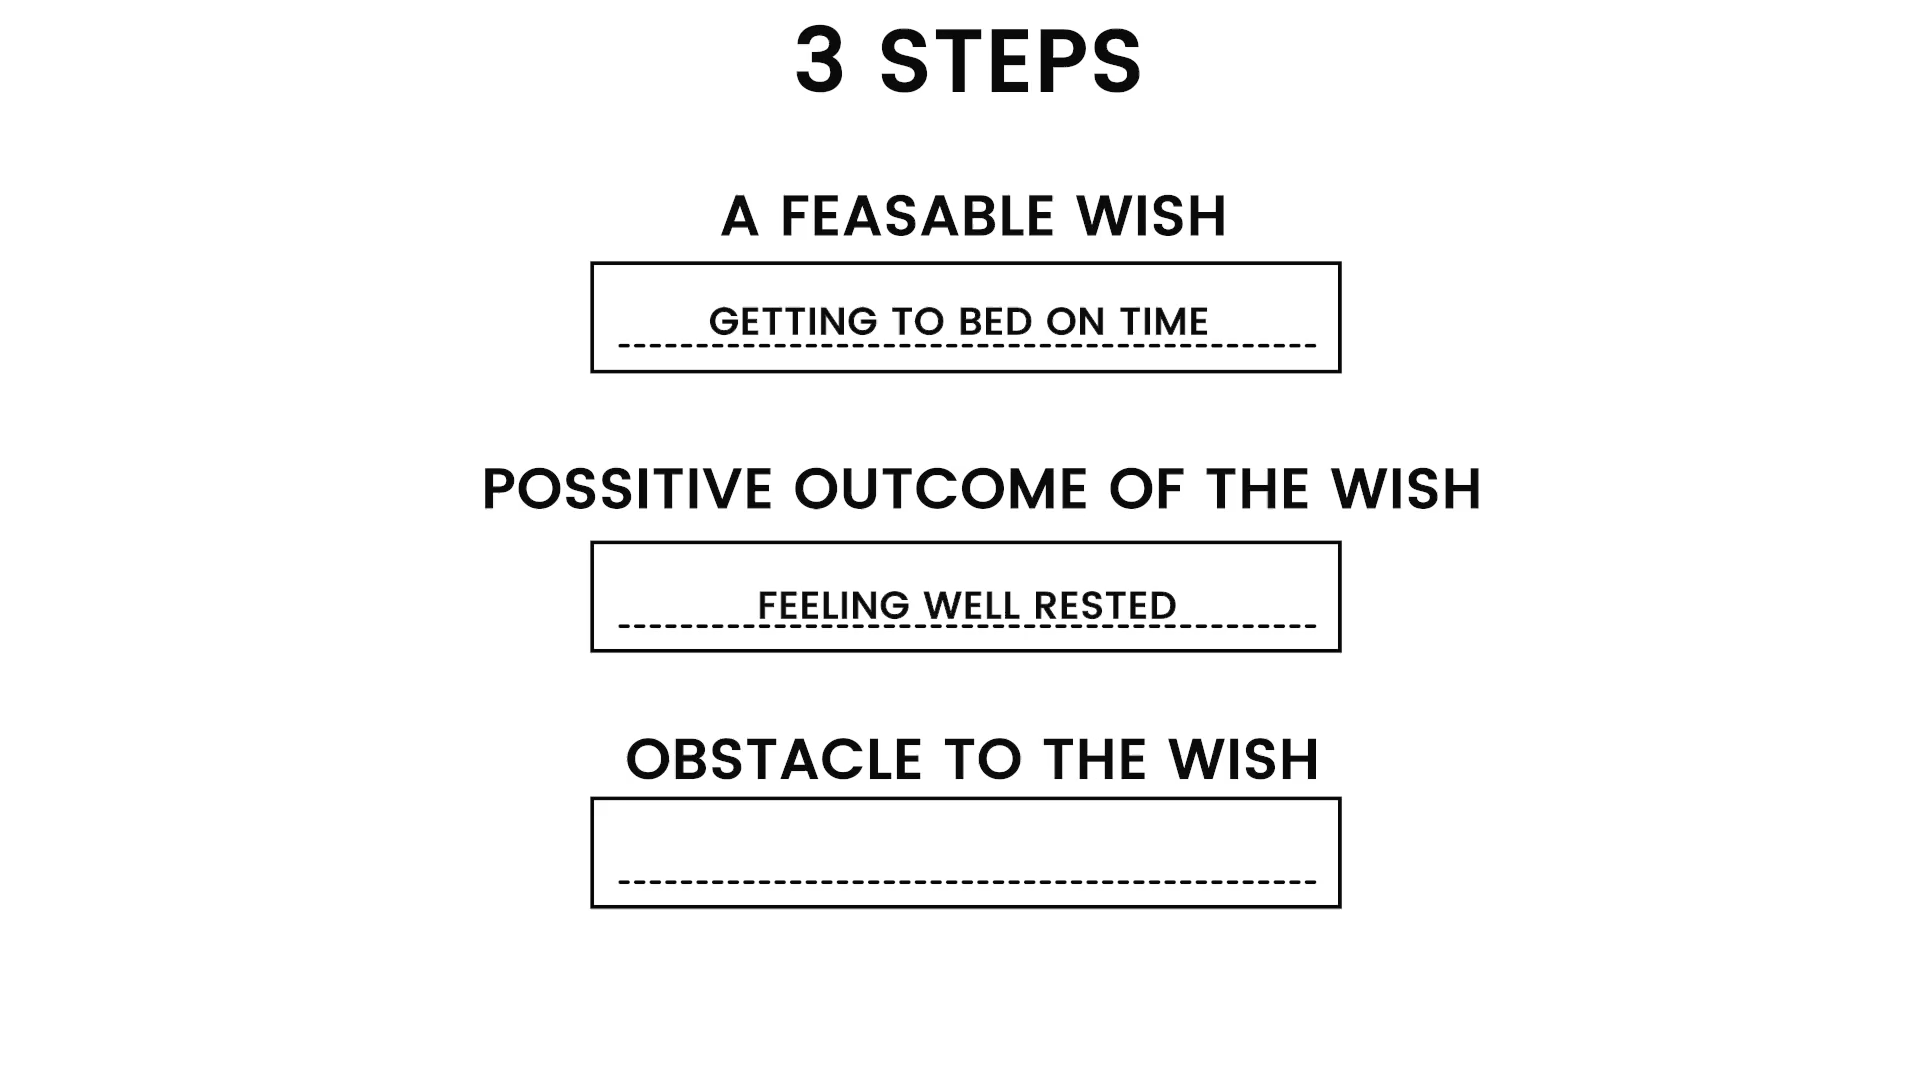 3 STEPS
A FEASABLE WISH
GETTING TO BED ON TIME
POSSITIVE OUTCOME OF THE WISH
FEELING WELL RESTED
OBSTACLE TO THE WISH